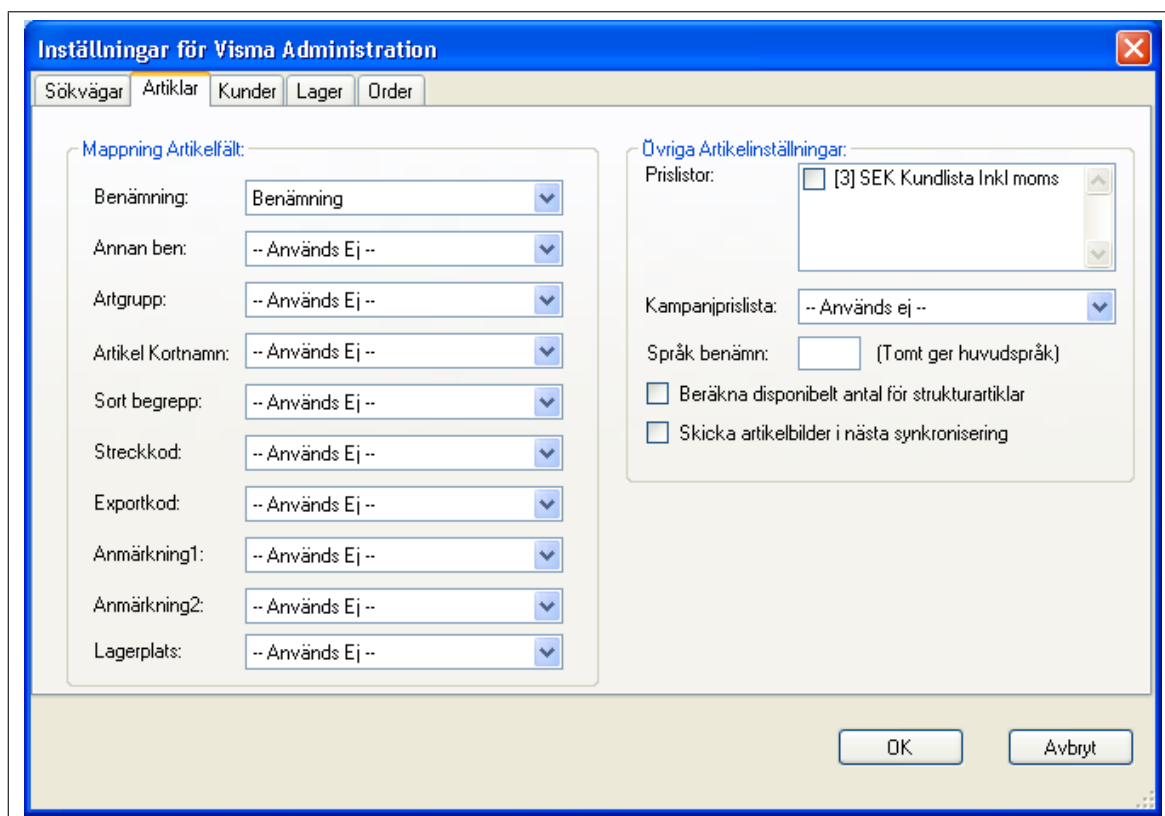 Inställningar för Visma Administration
Sökvägar Artiklar Kunder Lager Order
Mappning Artikelfält:
Benämning: Benämning
Annan ben: -- Används Ej --
Artgrupp: -- Används Ej --
Artikel Kortnamn: -- Används Ej --
Sort begrepp: -- Används Ej --
Streckkod: -- Används Ej --
Exportkod: -- Används Ej --
Anmärkning1: -- Används Ej --
Anmärkning2: -- Används Ej --
Lagerplats: -- Används Ej --
Övriga Artikelinställningar:
Prislistor: [3] SEK Kundlista Inkl moms
Kampanjprislista: -- Används ej --
Språk benämn: (Tomt ger huvudspråk)
Beräkna disponibelt antal för strukturartiklar
Skicka artikelbilder i nästa synkronisering
OK Avbryt